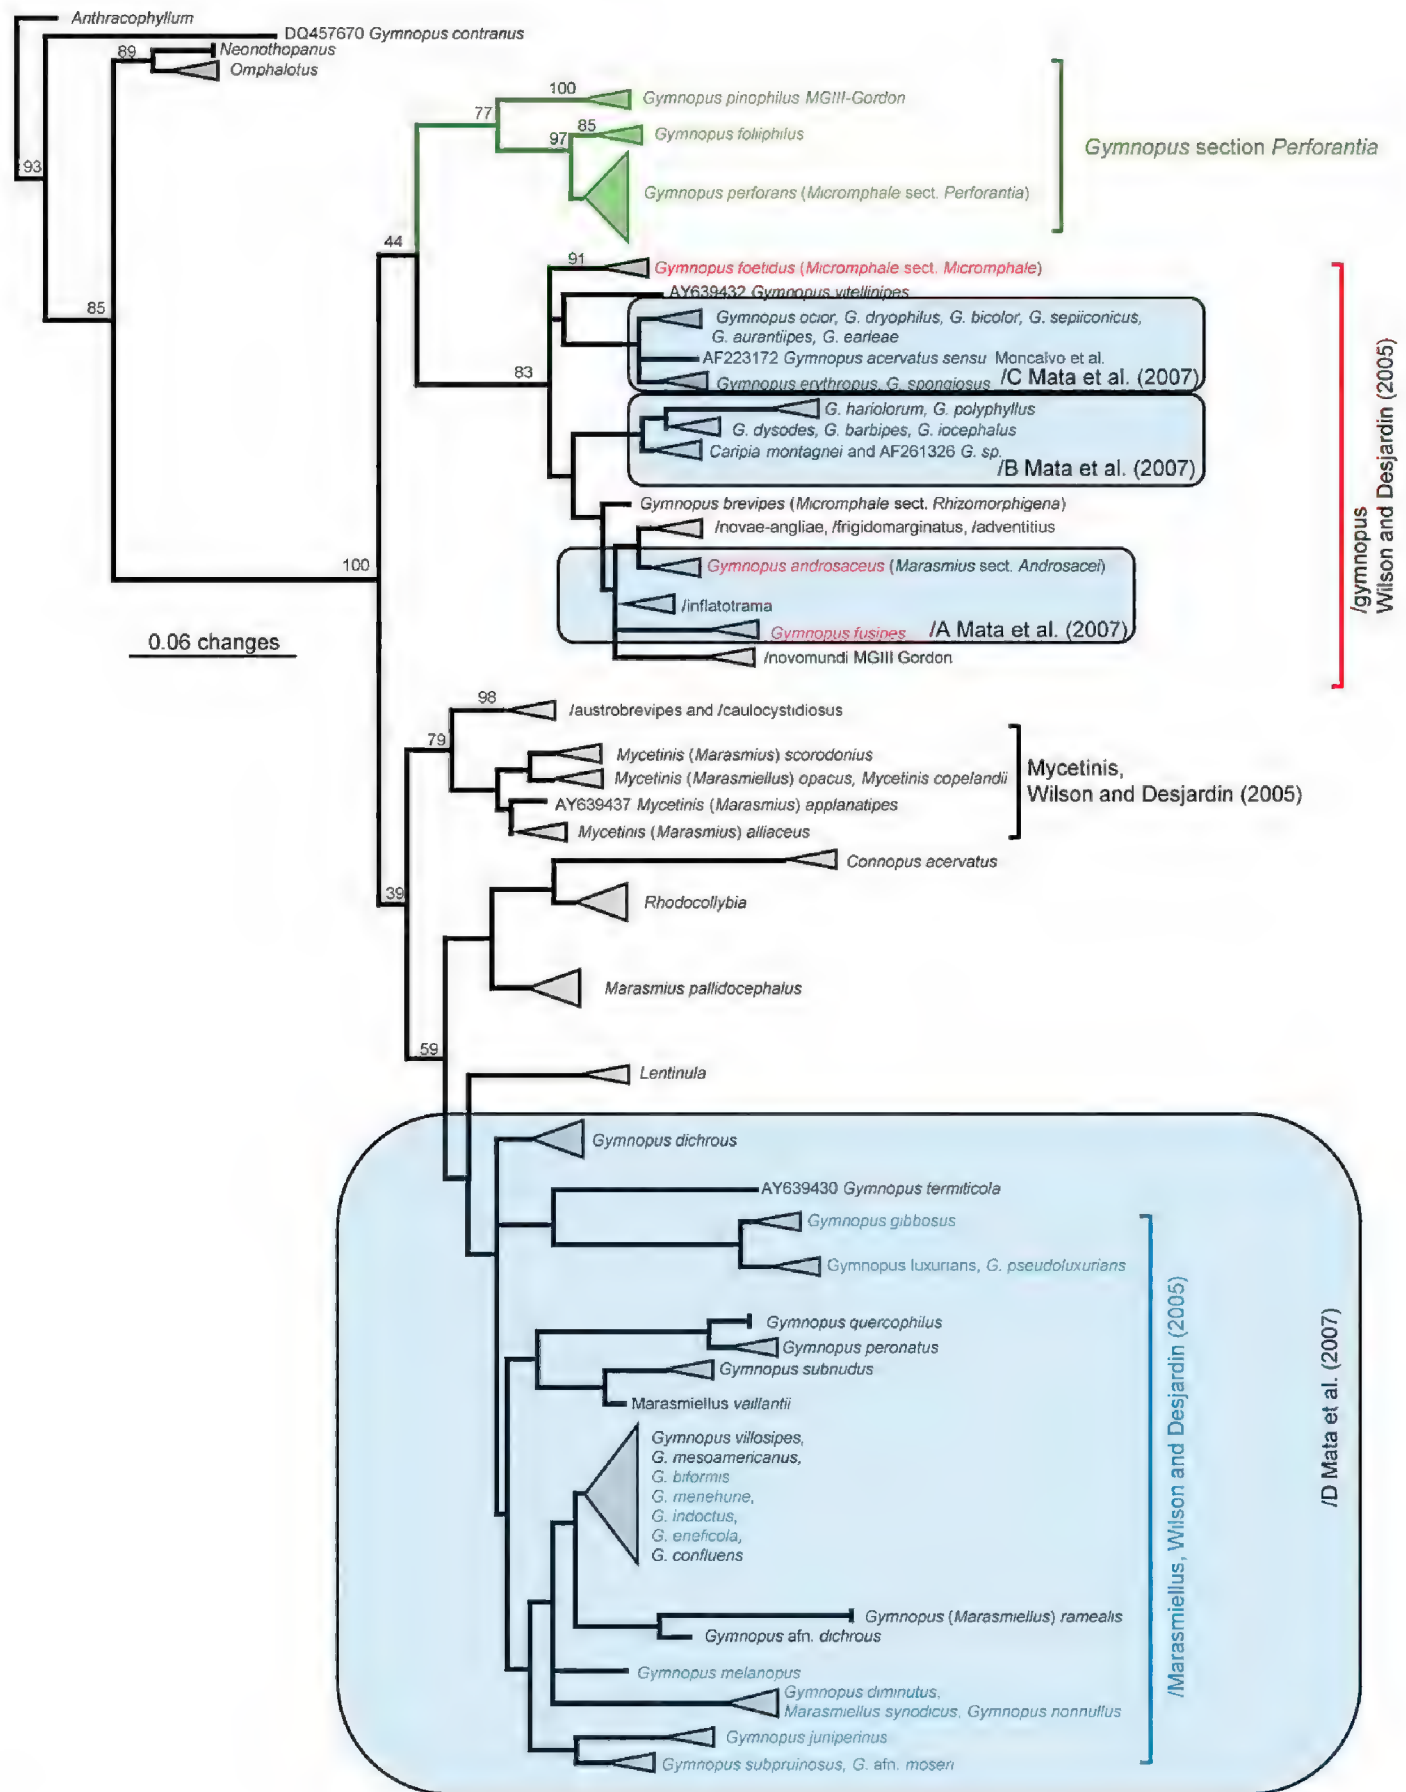 Anthracophyllum
DQ457670 Gymnopus contranus
89
Neonothopanus
Omphalotus
100
Gymnopus pinophilus MGIII-Gordon
77
85
Gymnopus foliiphilus
97
Gymnopus section Perforantia
93
Gymnopus perforans (Micromphale sect. Perforantia)
44
91
Gymnopus foetidus (Micromphale sect. Micromphale)
AY639432 Gymnopus vitellinipes
85
Gymnopus ocior, G. dryophilus, G. bicolor, G. sepiiconicus,
G. aurantiipes, G. earleae
AF223172 Gymnopus acervatus sensu Moncalvo et al.
83
Gymnopus erythropus, G. spongiosus
/C Mata et al. (2007)
G. hariolorum, G. polyphyllus
G. dysodes, G. barbipes, G. iocephalus
Caripia montagnei and AF261326 G. sp.
/B Mata et al. (2007)
Gymnopus brevipes (Micromphale sect. Rhizomorphigena)
/novae-angliae, /frigidomarginatus, /adventitius
100
Gymnopus androsaceus (Marasmius sect. Androsacei)
/inflatotrama
Gymnopus fusipes
/A Mata et al. (2007)
/novomundi MGIII Gordon
/gymnopus
Wilson and Desjardin (2005)
0.06 changes
98
/austrobrevipes and /caulocystidiosus
79
Mycetinis (Marasmius) scorodonius
Mycetinis (Marasmiellus) opacus, Mycetinis copelandii
AY639437 Mycetinis (Marasmius) applanatipes
Mycetinis (Marasmius) alliaceus
Mycetinis,
Wilson and Desjardin (2005)
Connopus acervatus
39
Rhodocollybia
Marasmius pallidocephalus
59
Lentinula
Gymnopus dichrous
AY639430 Gymnopus termiticola
Gymnopus gibbosus
Gymnopus luxurians, G. pseudoluxurians
Gymnopus quercophilus
Gymnopus peronatus
Gymnopus subnudus
Marasmiellus vaillantii
Gymnopus villosipes,
G. mesoamericanus,
G. biformis
G. menehune,
G. indoctus,
G. eneficola,
G. confluens
Gymnopus (Marasmiellus) ramealis
Gymnopus afn. dichrous
Gymnopus melanopus
Gymnopus diminutus,
Marasmiellus synodicus, Gymnopus nonnullus
Gymnopus juniperinus
Gymnopus subpruinosus, G. afn. moseri
/Marasmiellus, Wilson and Desjardin (2005)
/D Mata et al. (2007)